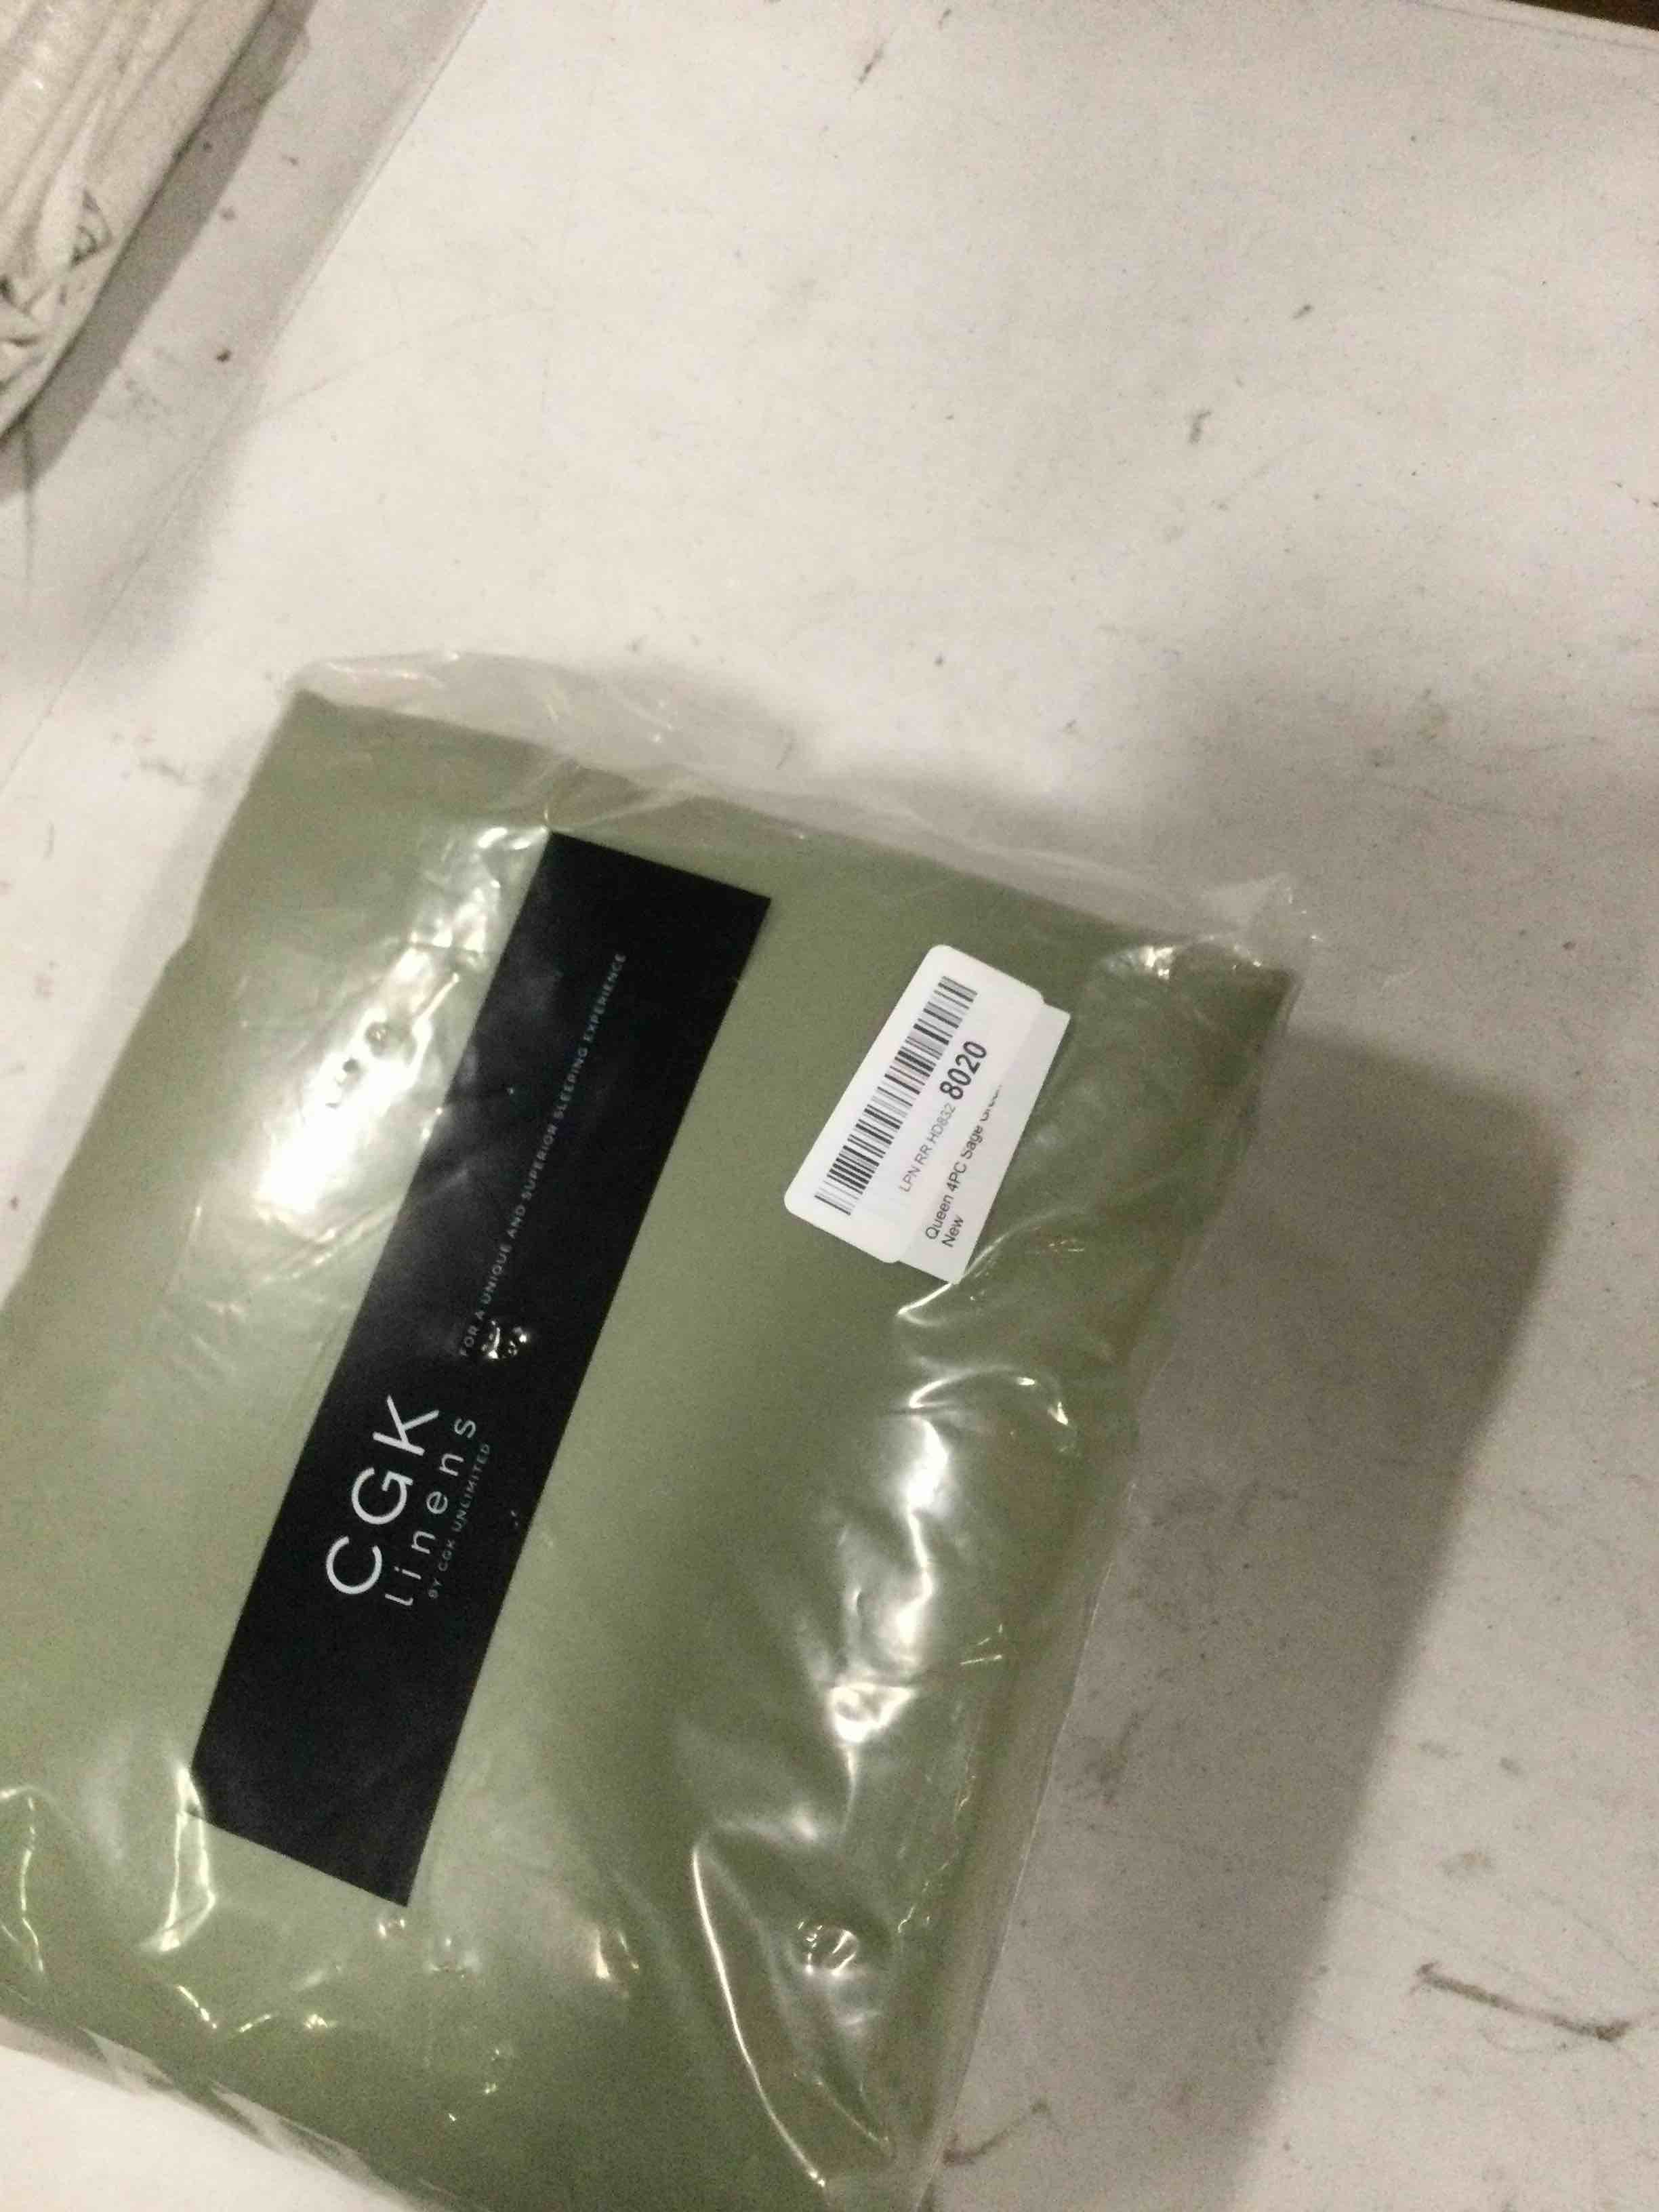 CGK
linens
BY CGK UNLIMITED
FOR A UNIQUE AND SUPERIOR SLEEPING EXPERIENCE
LPN RR HD832 8020
Queen 4PC Sage
New